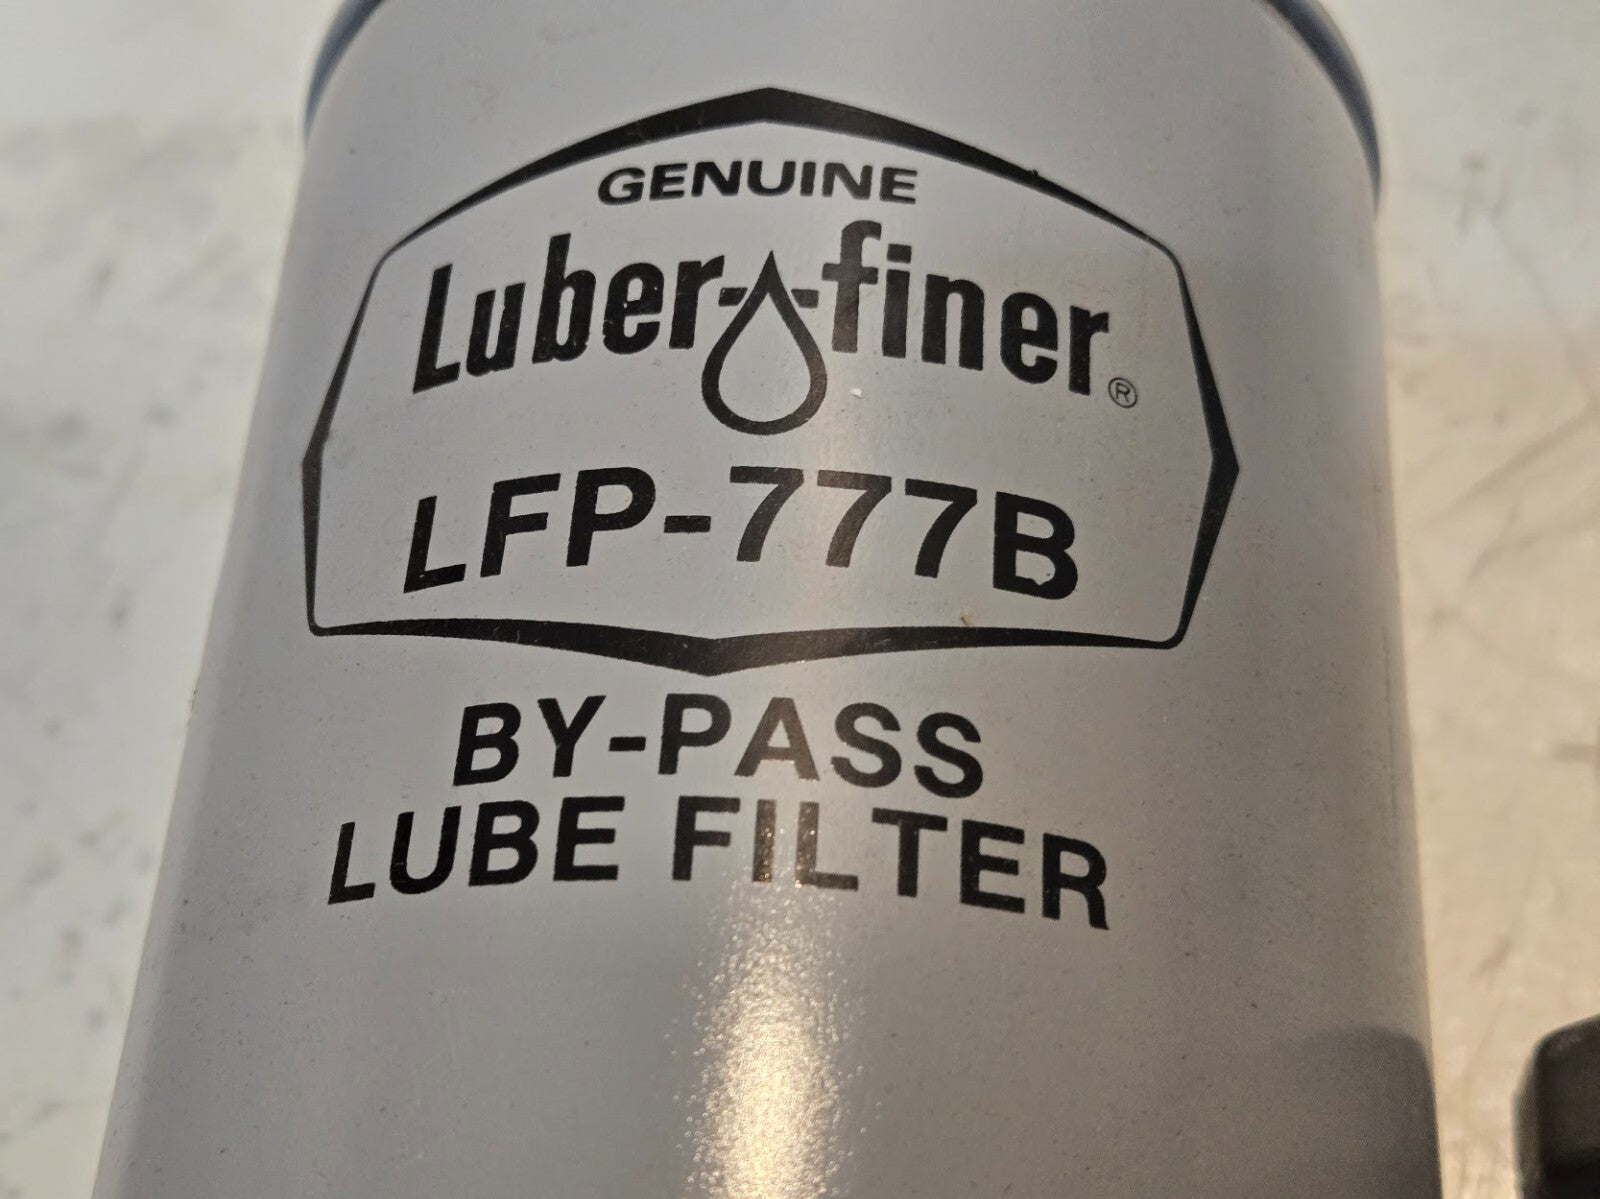 GENUINE
Luber-finer®
LFP-777B
BY-PASS
LUBE FILTER